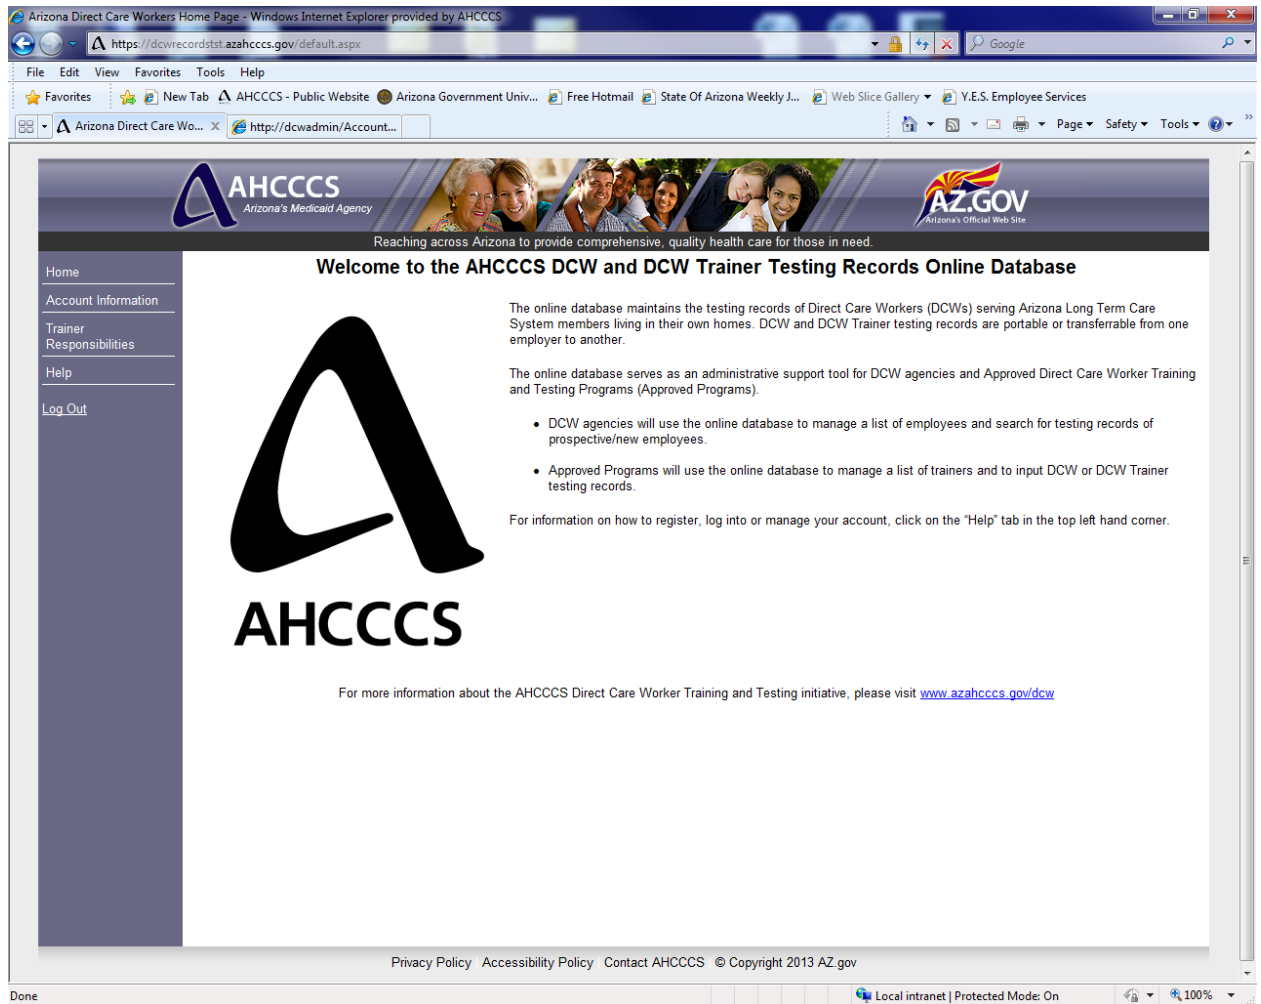 Arizona Direct Care Workers Home Page - Windows Internet Explorer provided by AHCCCS
https://dcwrecordstst.azahcccs.gov/default.aspx
Google
File Edit View Favorites Tools Help
Favorites New Tab AHCCCS - Public Website Arizona Government Univ... Free Hotmail State Of Arizona Weekly J... Web Slice Gallery Y.E.S. Employee Services
Arizona Direct Care Wo... X http://dcwadmin/Account... Page Safety Tools
AHCCCS
Arizona's Medicaid Agency
AZ.GOV
Arizona's Official Web Site
Reaching across Arizona to provide comprehensive, quality health care for those in need.
Home
Account Information
Trainer
Responsibilities
Help
Log Out
Welcome to the AHCCCS DCW and DCW Trainer Testing Records Online Database
The online database maintains the testing records of Direct Care Workers (DCWs) serving Arizona Long Term Care
System members living in their own homes. DCW and DCW Trainer testing records are portable or transferrable from one
employer to another.
The online database serves as an administrative support tool for DCW agencies and Approved Direct Care Worker Training
and Testing Programs (Approved Programs).
• DCW agencies will use the online database to manage a list of employees and search for testing records of
prospective/new employees.
• Approved Programs will use the online database to manage a list of trainers and to input DCW or DCW Trainer
testing records.
For information on how to register, log into or manage your account, click on the “Help” tab in the top left hand corner.
AHCCCS
For more information about the AHCCCS Direct Care Worker Training and Testing initiative, please visit www.azahcccs.gov/dcw
Privacy Policy Accessibility Policy Contact AHCCCS © Copyright 2013 AZ.gov
Done Local intranet | Protected Mode: On 100%